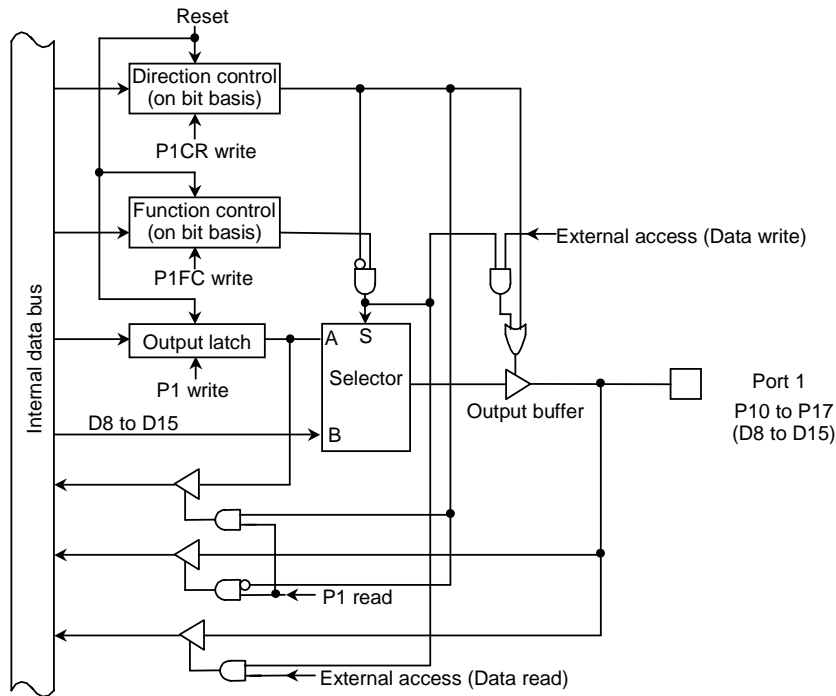 Reset
Direction control
(on bit basis)
P1CR write
Function control
(on bit basis)
External access (Data write)
P1FC write
Internal data bus
Output latch
A
S
Selector
P1 write
Output buffer
Port 1
P10 to P17
(D8 to D15)
D8 to D15
B
P1 read
External access (Data read)